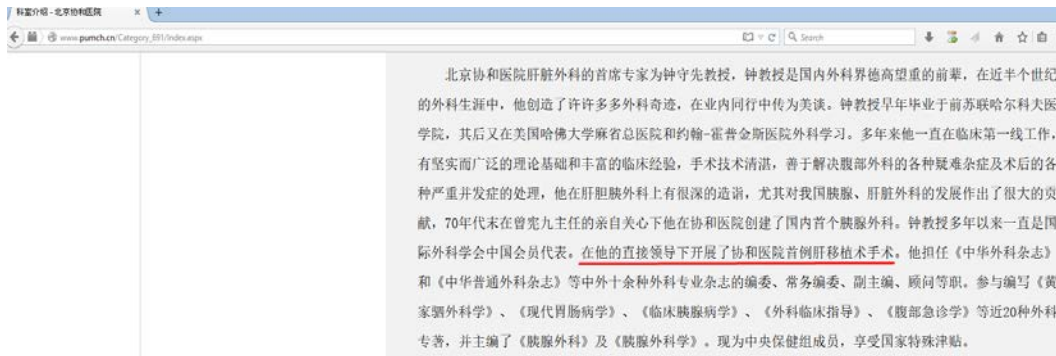 科室介绍 - 北京协和医院 × +
www.pumch.cn/Category_891/Index.aspx Search
北京协和医院肝脏外科的首席专家为钟守先教授，钟教授是国内外科界德高望重的前辈，在近半个世纪
的外科生涯中，他创造了许许多多外科奇迹，在业内同行中传为美谈。钟教授早年毕业于前苏联哈尔科夫医
学院，其后又在美国哈佛大学麻省总医院和约翰-霍普金斯医院外科学习。多年来他一直在临床第一线工作，
有坚实而广泛的理论基础和丰富的临床经验，手术技术清湛，善于解决腹部外科的各种疑难杂症及术后的各
种严重并发症的处理，他在肝胆胰外科上有很深的造诣，尤其对我国胰腺、肝脏外科的发展作出了很大的贡
献，70年代末在曾宪九主任的亲自关心下他在协和医院创建了国内首个胰腺外科。钟教授多年以来一直是国
际外科学会中国会员代表。在他的直接领导下开展了协和医院首例肝移植术手术。他担任《中华外科杂志》
和《中华普通外科杂志》等中外十余种外科专业杂志的编委、常务编委、副主编、顾问等职。参与编写《黄
家驷外科学》、《现代胃肠病学》、《临床胰腺病学》、《外科临床指导》、《腹部急诊学》等近20种外科
专著，并主编了《胰腺外科》及《胰腺外科学》。现为中央保健组成员，享受国家特殊津贴。